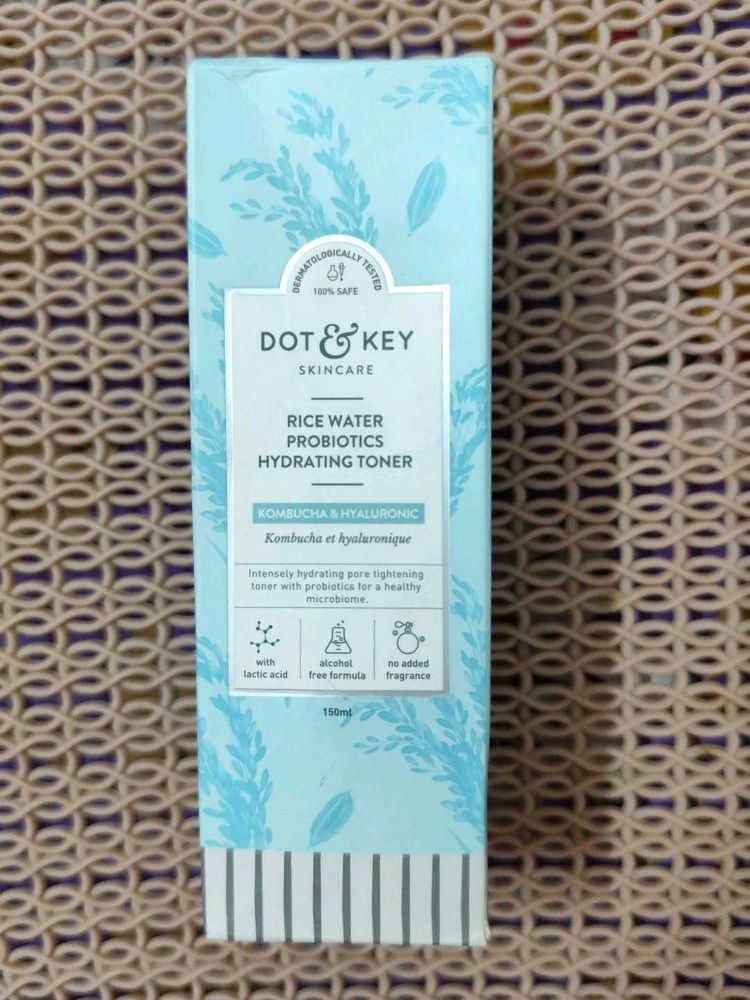 DERMATOLOGICALLY TESTED
100% SAFE
DOT & KEY
SKINCARE
RICE WATER
PROBIOTICS
HYDRATING TONER
KOMBUCHA & HYALURONIC
Kombucha et hyaluronique
Intensely hydrating pore tightening
toner with probiotics for a healthy
microbiome.
with
lactic acid
alcohol
free formula
no added
fragrance
150ml